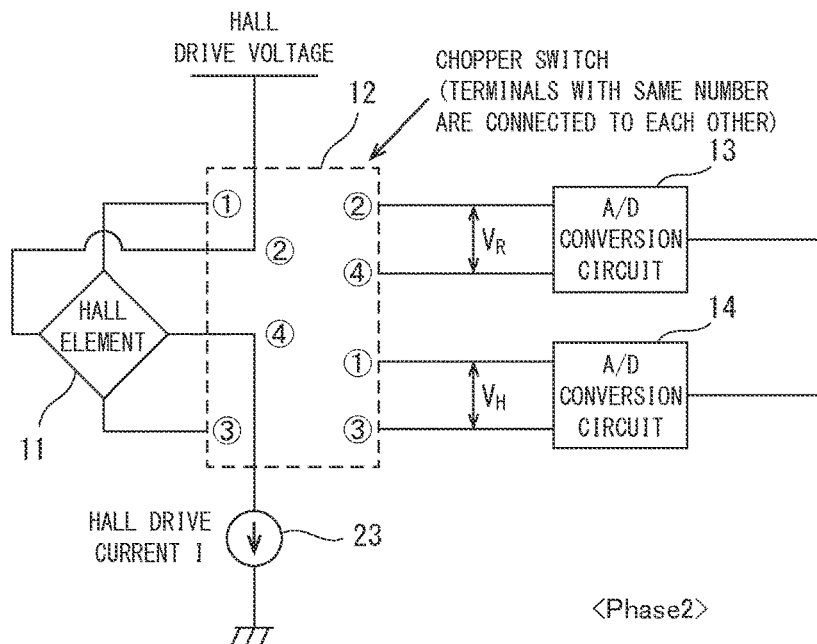 HALL
DRIVE VOLTAGE
CHOPPER SWITCH
(TERMINALS WITH SAME NUMBER
ARE CONNECTED TO EACH OTHER)
12
13
①
②
②
④
V_R
A/D
CONVERSION
CIRCUIT
HALL
ELEMENT
④
14
①
③
V_H
A/D
CONVERSION
CIRCUIT
11
③
HALL DRIVE
CURRENT I
23
<Phase2>